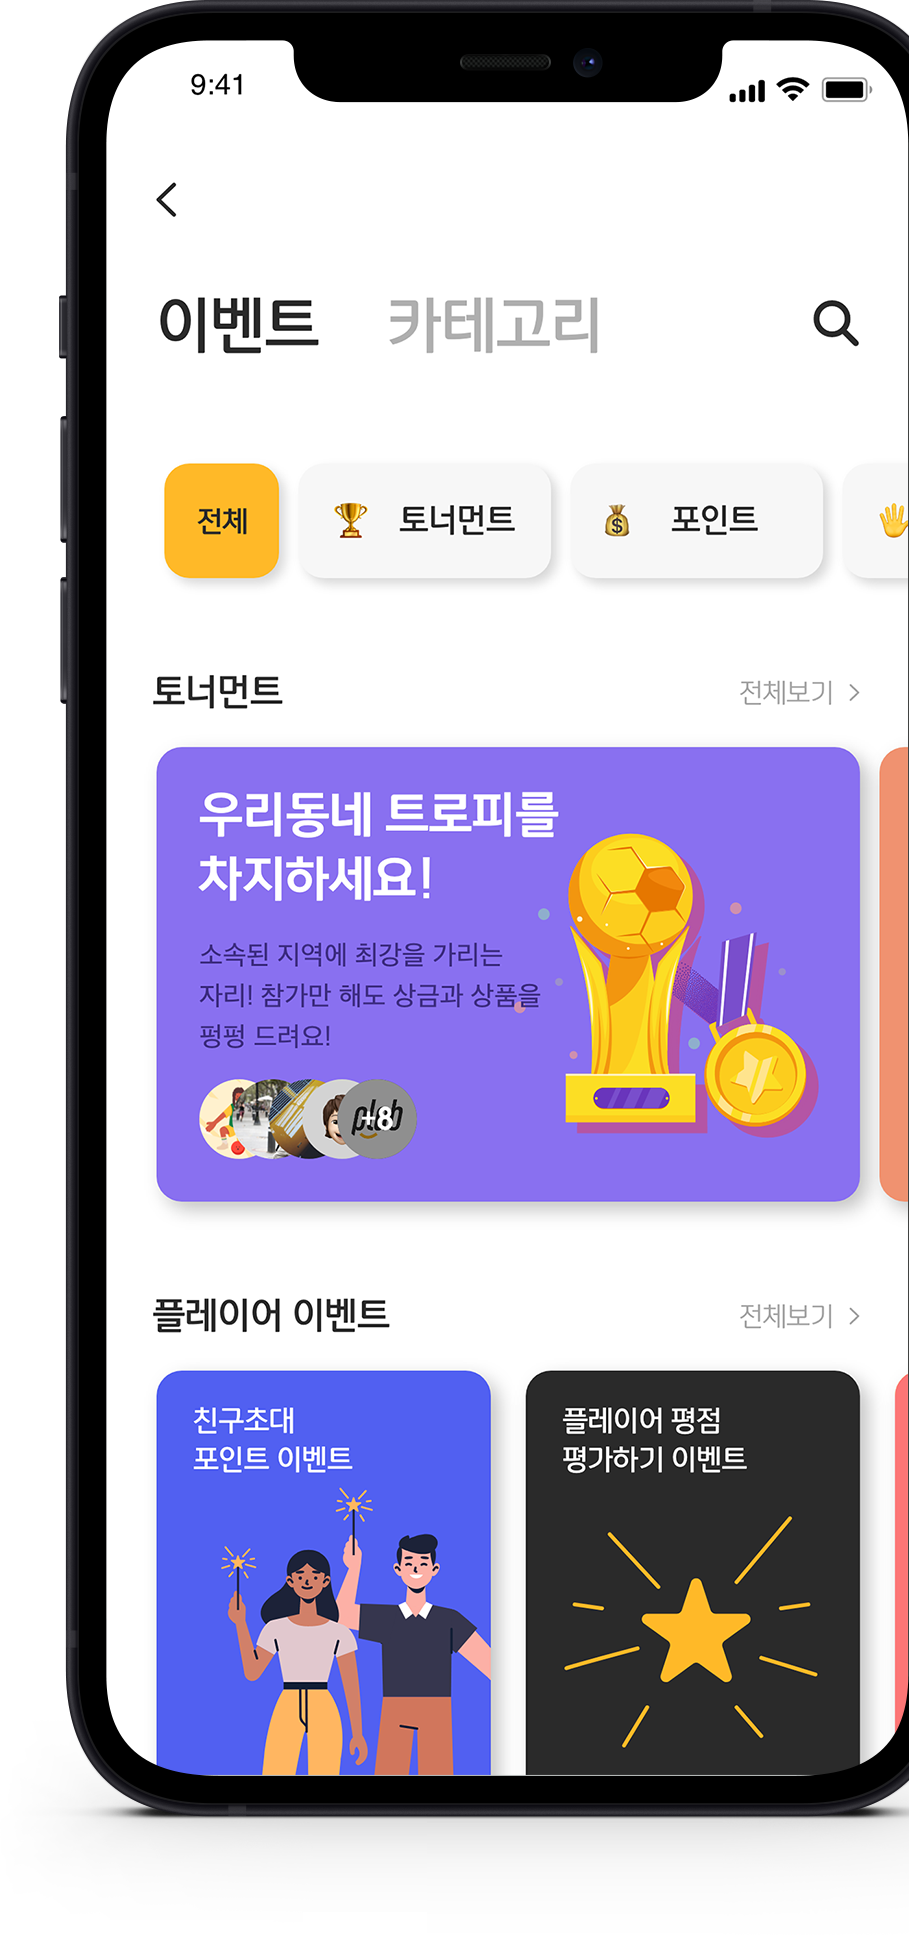 9:41
이벤트 카테고리
전체 토너먼트 포인트
토너먼트 전체보기
우리동네 트로피를
차지하세요!
소속된 지역에 최강을 가리는
자리! 참가만 해도 상금과 상품을
펑펑 드려요!
plab +8
플레이어 이벤트 전체보기
친구초대
포인트 이벤트
플레이어 평점
평가하기 이벤트